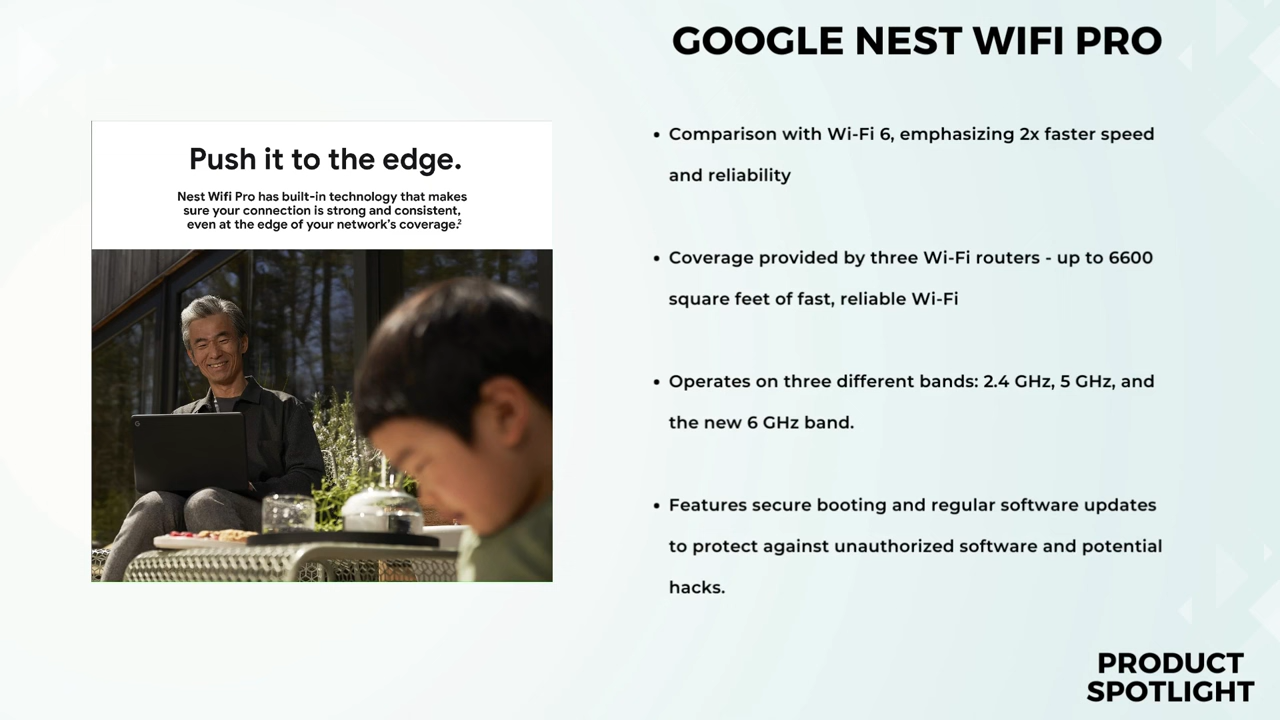 GOOGLE NEST WIFI PRO
Push it to the edge.
Nest Wifi Pro has built-in technology that makes
sure your connection is strong and consistent,
even at the edge of your network's coverage.²
• Comparison with Wi-Fi 6, emphasizing 2x faster speed
and reliability
• Coverage provided by three Wi-Fi routers - up to 6600
square feet of fast, reliable Wi-Fi
• Operates on three different bands: 2.4 GHz, 5 GHz, and
the new 6 GHz band.
• Features secure booting and regular software updates
to protect against unauthorized software and potential
hacks.
PRODUCT
SPOTLIGHT